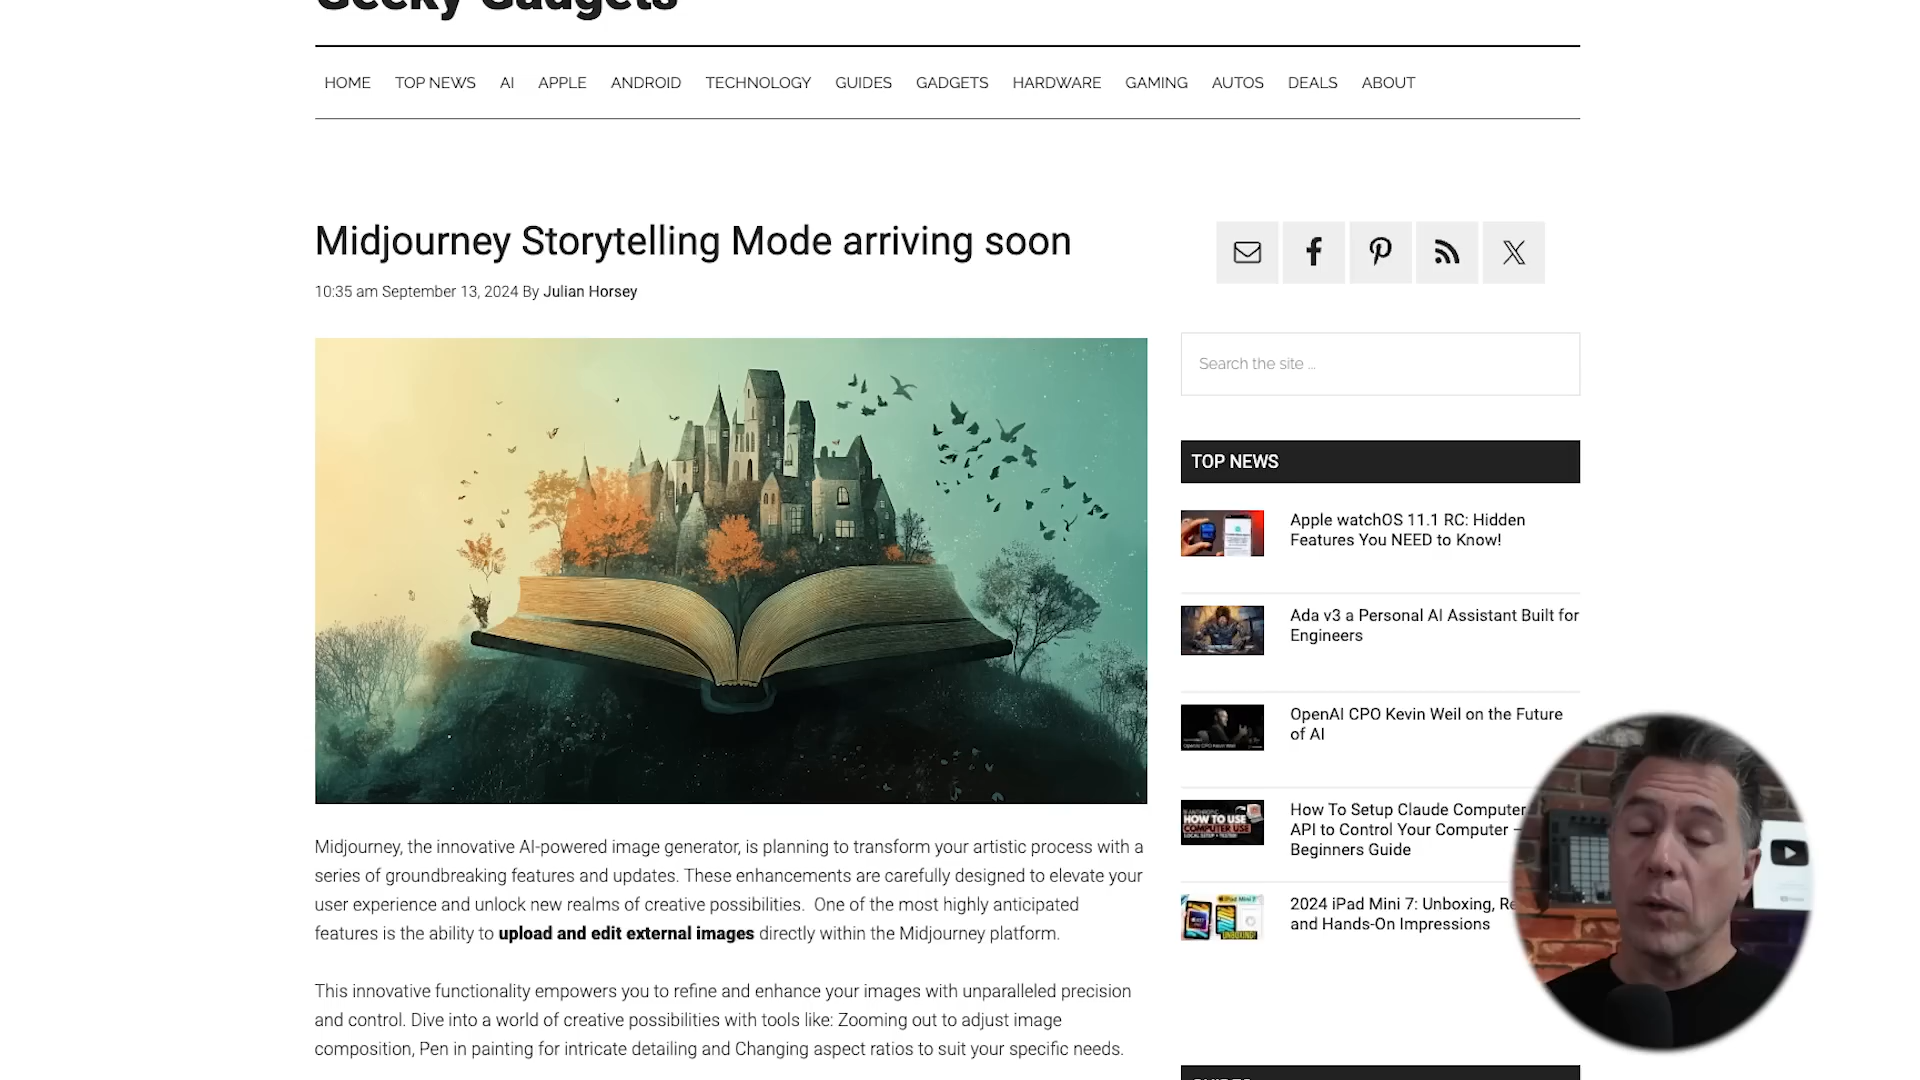 Geeky Gadgets
HOME TOP NEWS AI APPLE ANDROID TECHNOLOGY GUIDES GADGETS HARDWARE GAMING AUTOS DEALS ABOUT
Midjourney Storytelling Mode arriving soon
10:35 am September 13, 2024 By Julian Horsey
Midjourney, the innovative AI-powered image generator, is planning to transform your artistic process with a
series of groundbreaking features and updates. These enhancements are carefully designed to elevate your
user experience and unlock new realms of creative possibilities. One of the most highly anticipated
features is the ability to upload and edit external images directly within the Midjourney platform.
This innovative functionality empowers you to refine and enhance your images with unparalleled precision
and control. Dive into a world of creative possibilities with tools like: Zooming out to adjust image
composition, Pen in painting for intricate detailing and Changing aspect ratios to suit your specific needs.
Search the site ...
TOP NEWS
Apple watchOS 11.1 RC: Hidden
Features You NEED to Know!
Ada v3 a Personal AI Assistant Built for
Engineers
OpenAI CPO Kevin Weil on the Future
of AI
HOW TO USE
COMPUTER USE
How To Setup Claude Computer
API to Control Your Computer –
Beginners Guide
iPad Mini 7
UNBOXING!
2024 iPad Mini 7: Unboxing, Re
and Hands-On Impressions